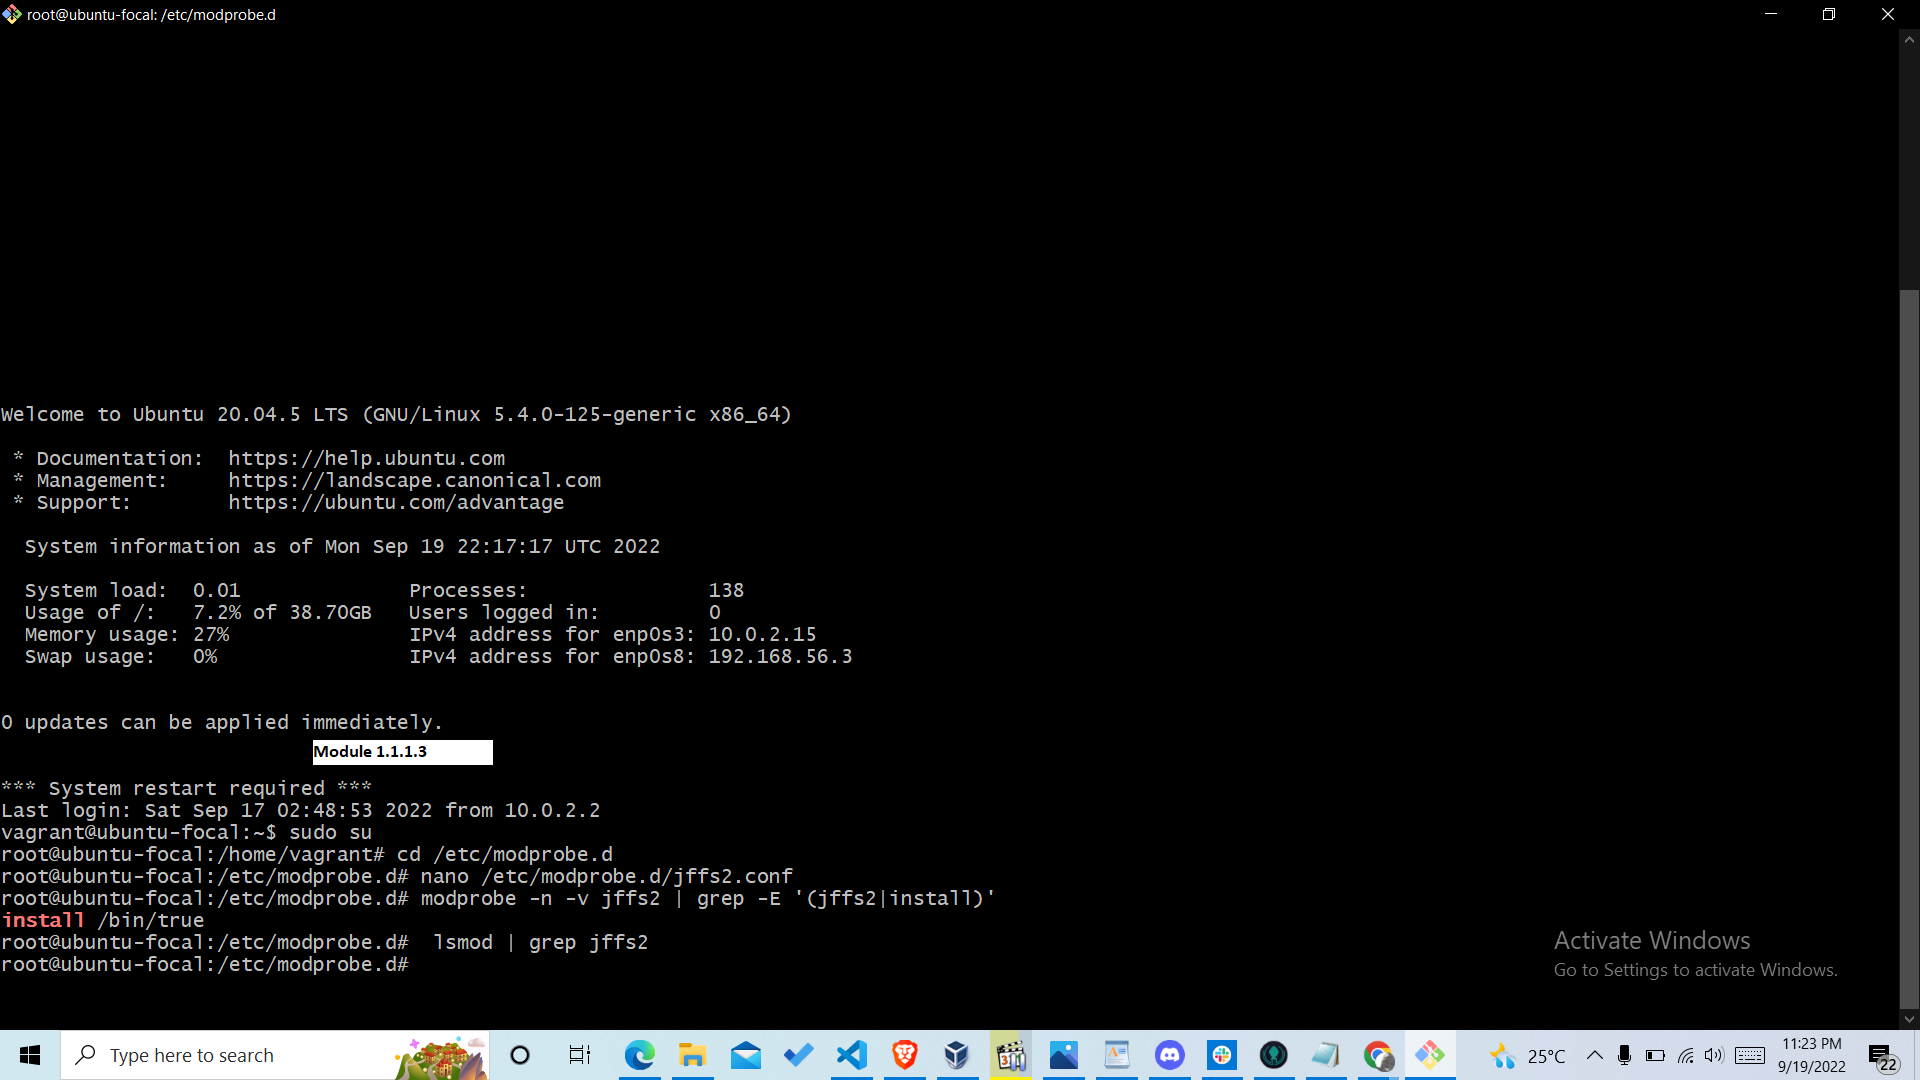 root@ubuntu-focal: /etc/modprobe.d
Welcome to Ubuntu 20.04.5 LTS (GNU/Linux 5.4.0-125-generic x86_64)
* Documentation:  https://help.ubuntu.com
* Management:     https://landscape.canonical.com
* Support:        https://ubuntu.com/advantage
System information as of Mon Sep 19 22:17:17 UTC 2022
System load:  0.01              Processes:               138
Usage of /:   7.2% of 38.70GB   Users logged in:         0
Memory usage: 27%               IPv4 address for enp0s3: 10.0.2.15
Swap usage:   0%                IPv4 address for enp0s8: 192.168.56.3
0 updates can be applied immediately.
Module 1.1.1.3
*** System restart required ***
Last login: Sat Sep 17 02:48:53 2022 from 10.0.2.2
vagrant@ubuntu-focal:~$ sudo su
root@ubuntu-focal:/home/vagrant# cd /etc/modprobe.d
root@ubuntu-focal:/etc/modprobe.d# nano /etc/modprobe.d/jffs2.conf
root@ubuntu-focal:/etc/modprobe.d# modprobe -n -v jffs2 | grep -E '(jffs2|install)'
install /bin/true
root@ubuntu-focal:/etc/modprobe.d#  lsmod | grep jffs2
root@ubuntu-focal:/etc/modprobe.d#
Activate Windows
Go to Settings to activate Windows.
Type here to search
25°C
11:23 PM
9/19/2022
22